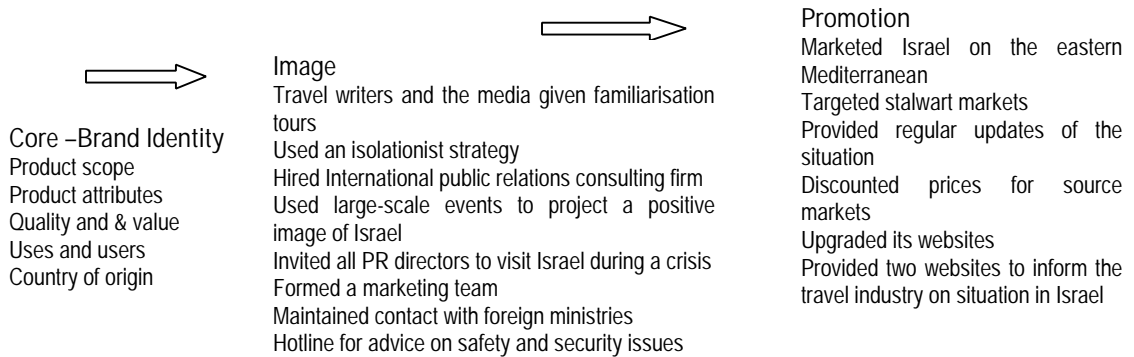 Core –Brand Identity
Product scope
Product attributes
Quality and & value
Uses and users
Country of origin
Image
Travel writers and the media given familiarisation
tours
Used an isolationist strategy
Hired International public relations consulting firm
Used large-scale events to project a positive
image of Israel
Invited all PR directors to visit Israel during a crisis
Formed a marketing team
Maintained contact with foreign ministries
Hotline for advice on safety and security issues
Promotion
Marketed Israel on the eastern
Mediterranean
Targeted stalwart markets
Provided regular updates of the
situation
Discounted prices for source
markets
Upgraded its websites
Provided two websites to inform the
travel industry on situation in Israel